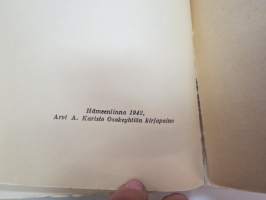 Hämeenlinna 1942,
Arvi A. Karisto Osakeyhtiön kirjapaino